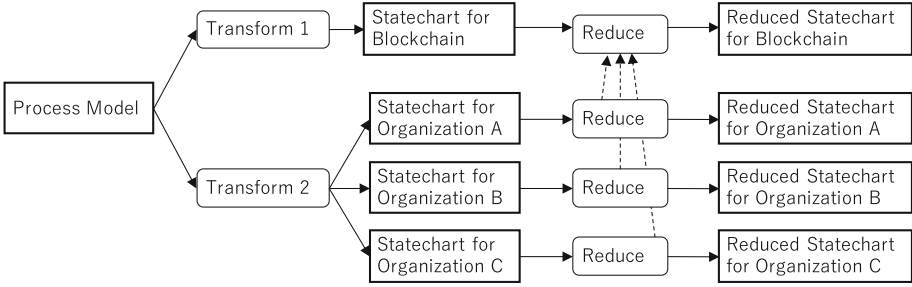 Process Model
Transform 1
Statechart for
Blockchain
Reduce
Reduced Statechart
for Blockchain
Transform 2
Statechart for
Organization A
Reduce
Reduced Statechart
for Organization A
Statechart for
Organization B
Reduce
Reduced Statechart
for Organization B
Statechart for
Organization C
Reduce
Reduced Statechart
for Organization C